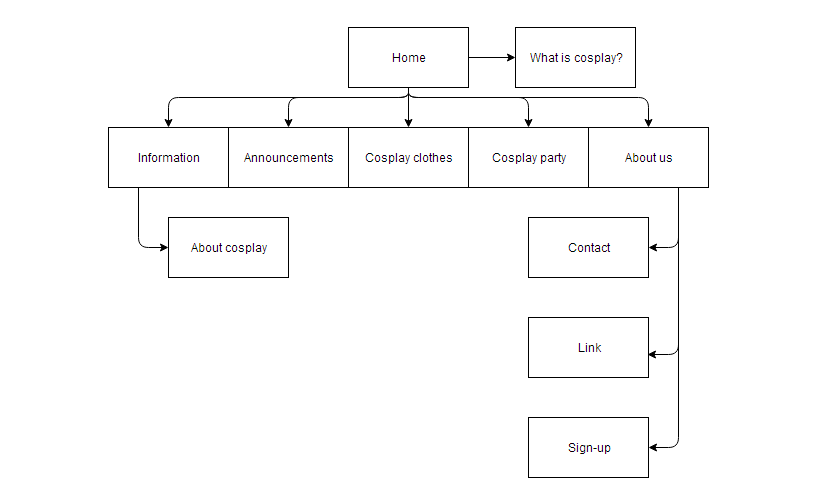 Home
What is cosplay?
Information
Announcements
Cosplay clothes
Cosplay party
About us
About cosplay
Contact
Link
Sign-up